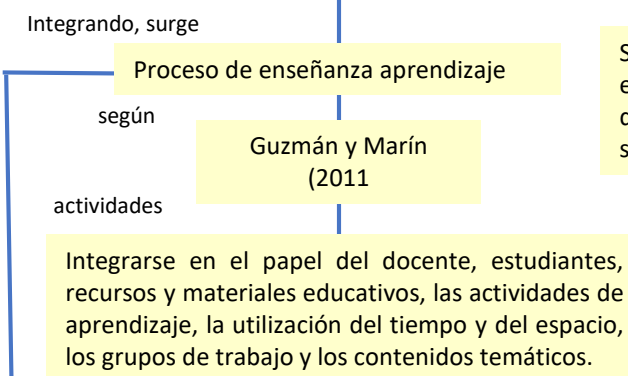 Integrando, surge
Proceso de enseñanza aprendizaje
según
Guzmán y Marín
(2011
actividades
Integrarse en el papel del docente, estudiantes,
recursos y materiales educativos, las actividades de
aprendizaje, la utilización del tiempo y del espacio,
los grupos de trabajo y los contenidos temáticos.